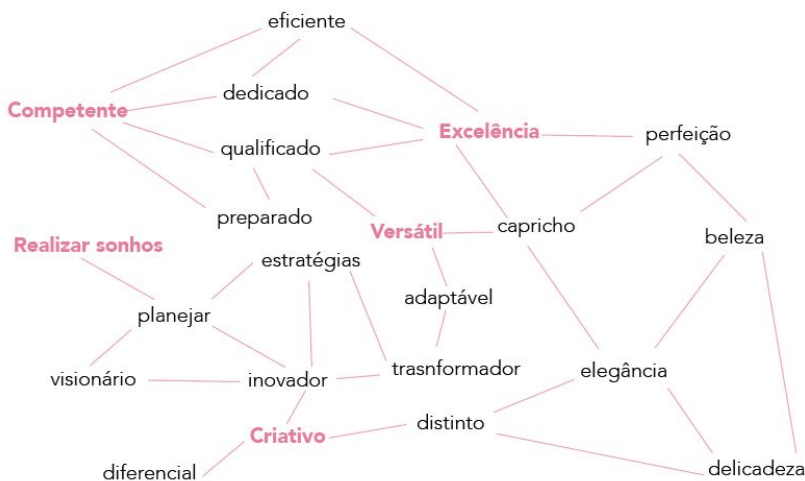 eficiente
dedicado
Competente
Excelência
perfeição
qualificado
preparado
Versátil
capricho
beleza
Realizar sonhos
estratégias
adaptável
planejar
trasnformador
elegância
visionário
inovador
distinto
Criativo
diferencial
delicadeza